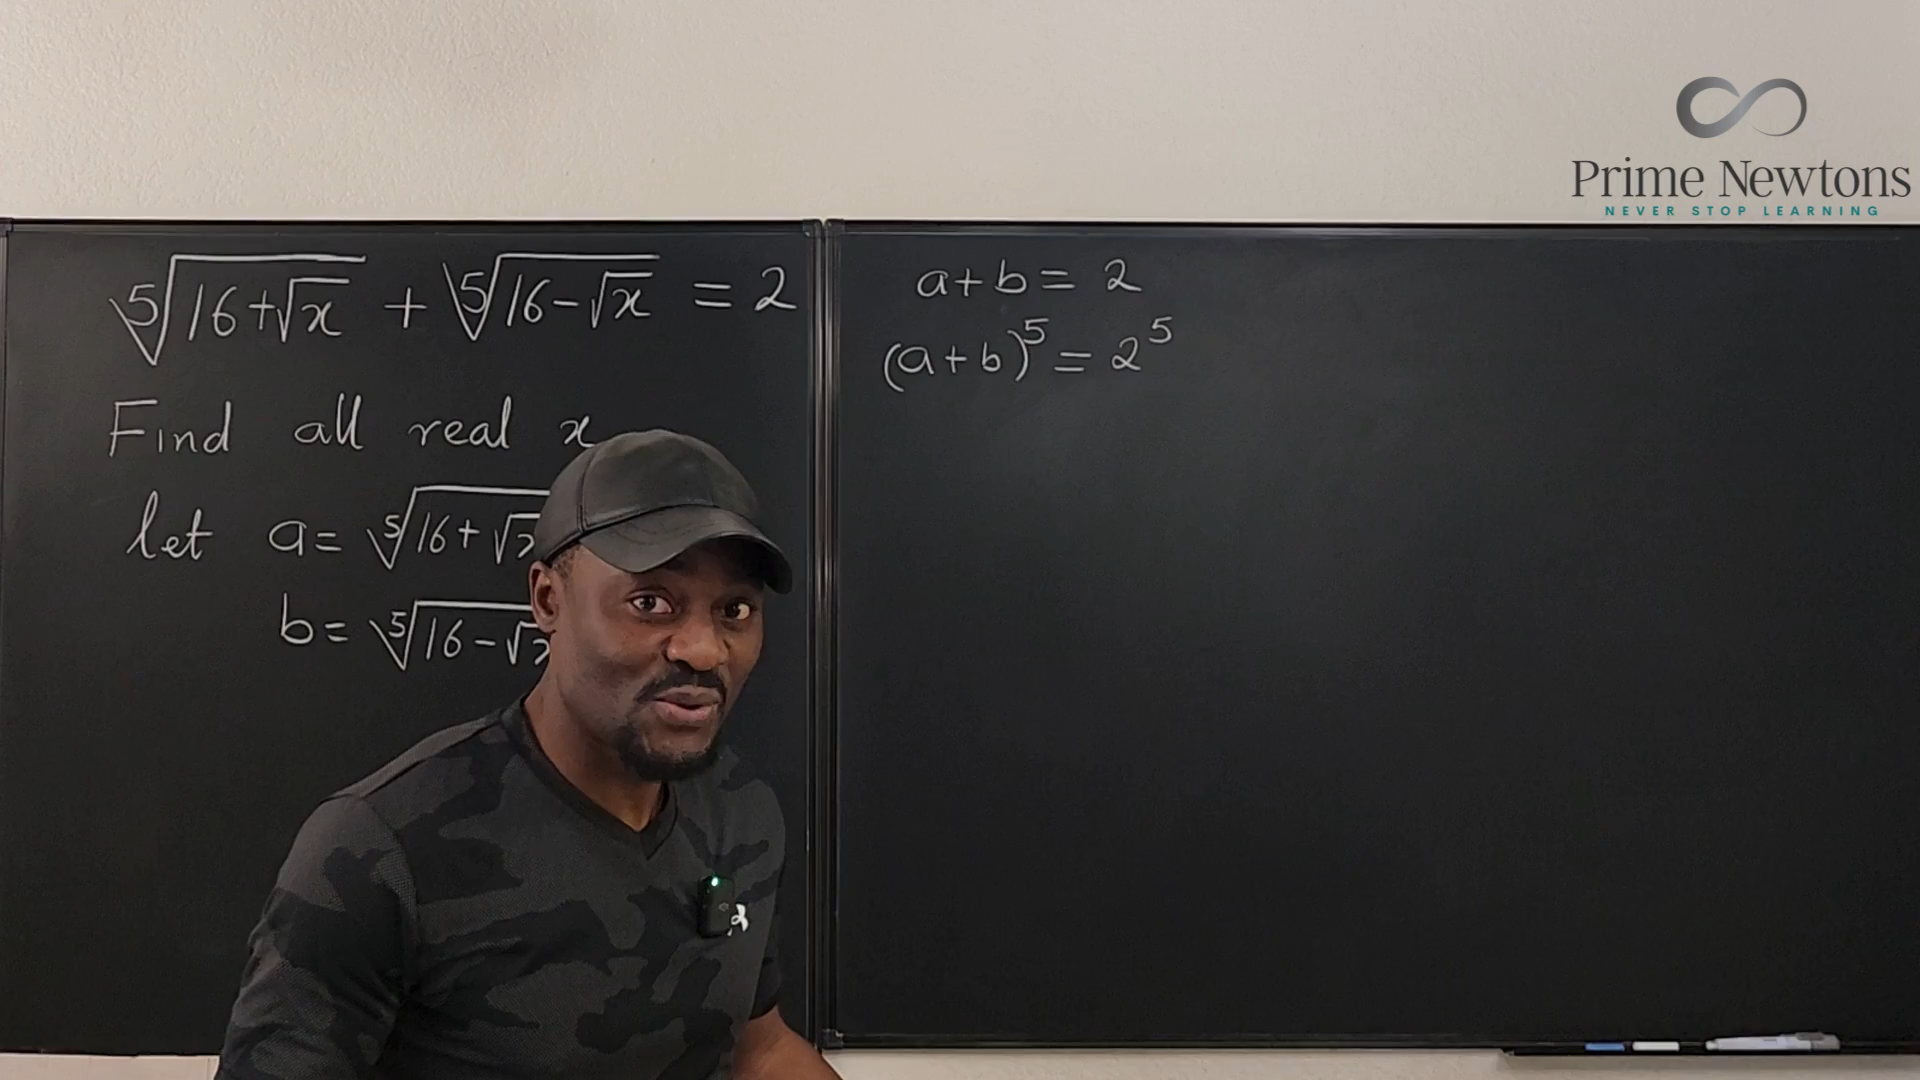 Prime Newtons
NEVER STOP LEARNING
⁵√(16+√x) + ⁵√(16-√x) = 2
Find all real x
let a= ⁵√(16+√x
b= ⁵√(16-√x
a+b= 2
(a+b)⁵ = 2⁵